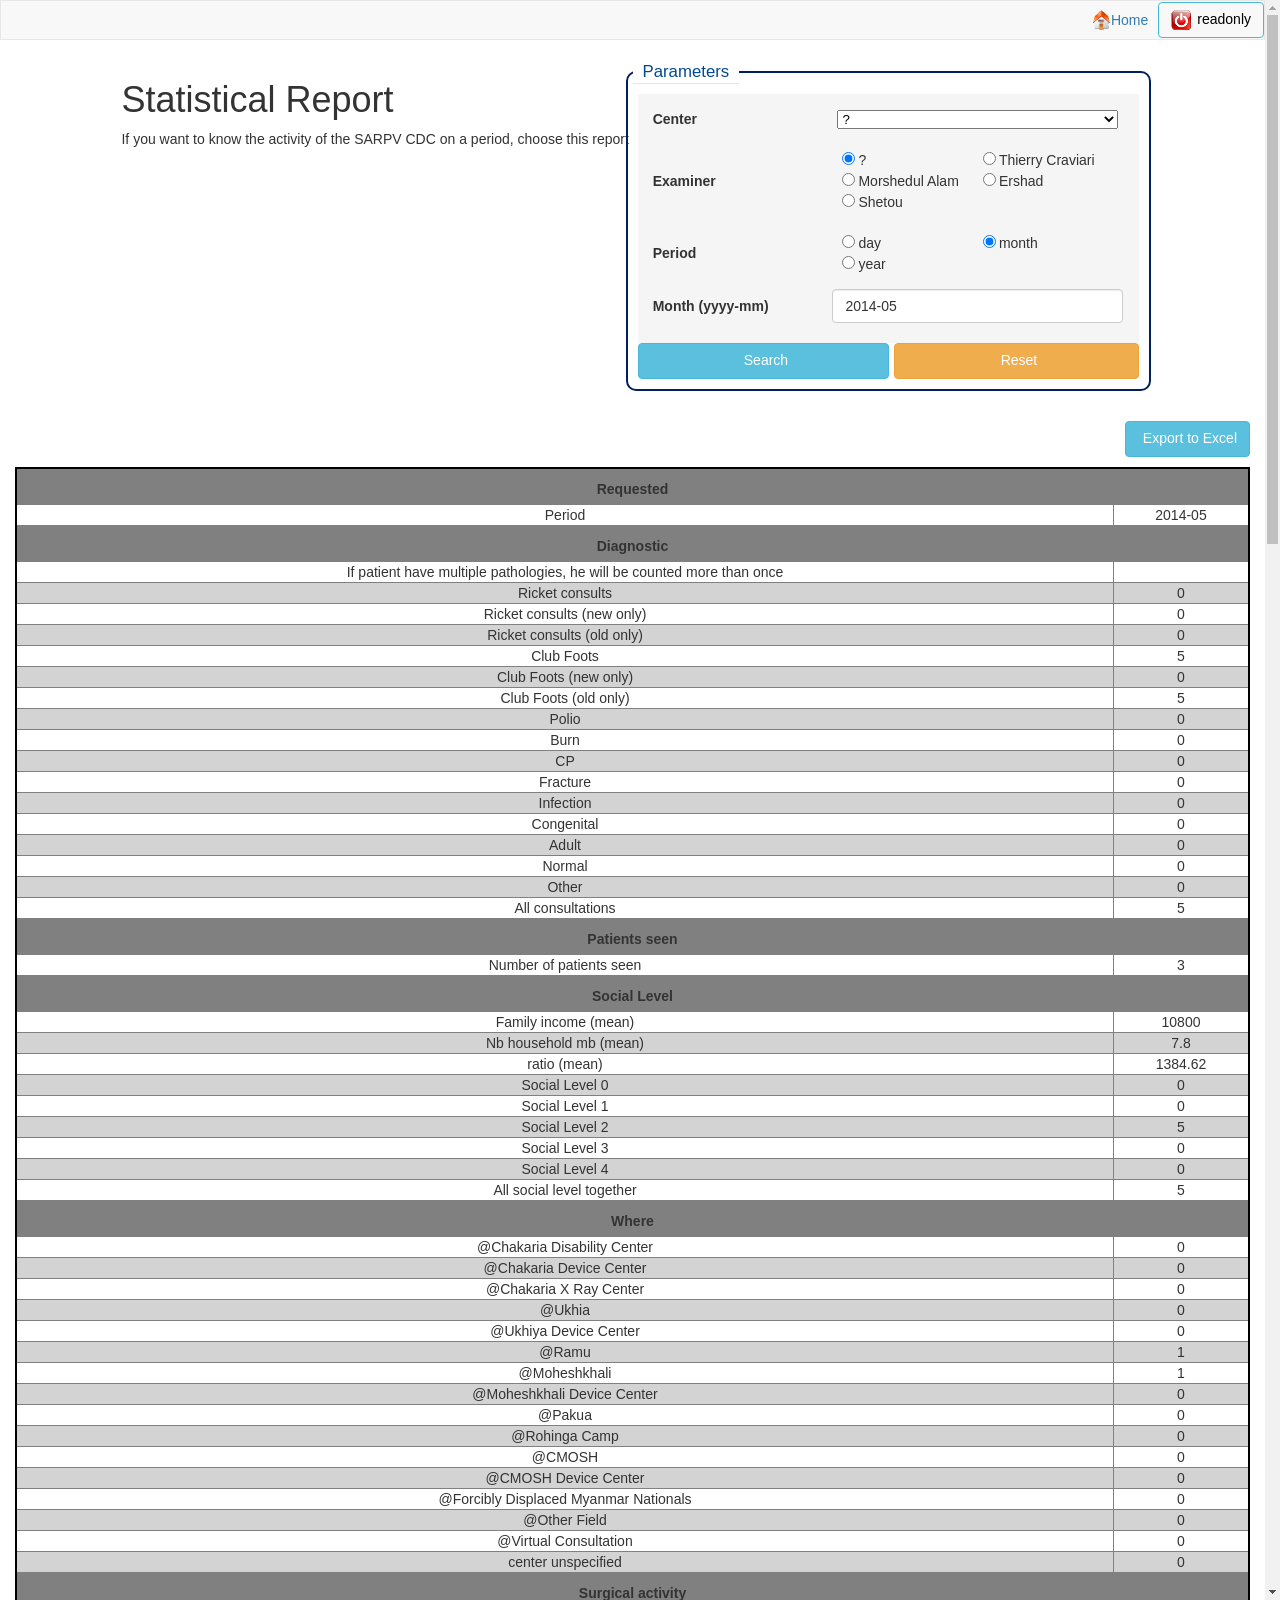 Home readonly
Statistical Report
If you want to know the activity of the SARPV CDC on a period, choose this report
Parameters
Center ?
Examiner
? Thierry Craviari
Morshedul Alam Ershad
Shetou
Period
day month
year
Month (yyyy-mm) 2014-05
Search Reset
Export to Excel
Requested
Period 2014-05
Diagnostic
If patient have multiple pathologies, he will be counted more than once
Ricket consults 0
Ricket consults (new only) 0
Ricket consults (old only) 0
Club Foots 5
Club Foots (new only) 0
Club Foots (old only) 5
Polio 0
Burn 0
CP 0
Fracture 0
Infection 0
Congenital 0
Adult 0
Normal 0
Other 0
All consultations 5
Patients seen
Number of patients seen 3
Social Level
Family income (mean) 10800
Nb household mb (mean) 7.8
ratio (mean) 1384.62
Social Level 0 0
Social Level 1 0
Social Level 2 5
Social Level 3 0
Social Level 4 0
All social level together 5
Where
@Chakaria Disability Center 0
@Chakaria Device Center 0
@Chakaria X Ray Center 0
@Ukhia 0
@Ukhiya Device Center 0
@Ramu 1
@Moheshkhali 1
@Moheshkhali Device Center 0
@Pakua 0
@Rohinga Camp 0
@CMOSH 0
@CMOSH Device Center 0
@Forcibly Displaced Myanmar Nationals 0
@Other Field 0
@Virtual Consultation 0
center unspecified 0
Surgical activity